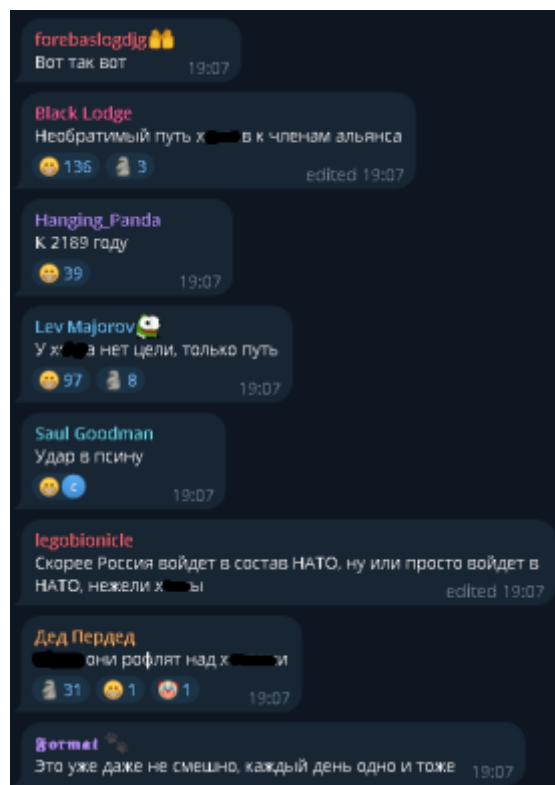 forebaslogdjg
Вот так вот
19:07
Black Lodge
Необратимый путь х в к членам альянса
136 3
edited 19:07
Hanging_Panda
К 2189 году
39
19:07
Lev Majorov
У х а нет цели, только путь
97 8
19:07
Saul Goodman
Удар в псину
с
19:07
legobionicle
Скорее Россия войдет в состав НАТО, ну или просто войдет в
НАТО, нежели х ы
edited 19:07
Дед Пердед
они рофлят над х и
31 1 1
19:07
𝕱𝖔𝖗𝖒𝖆𝖙
Это уже даже не смешно, каждый день одно и тоже
19:07